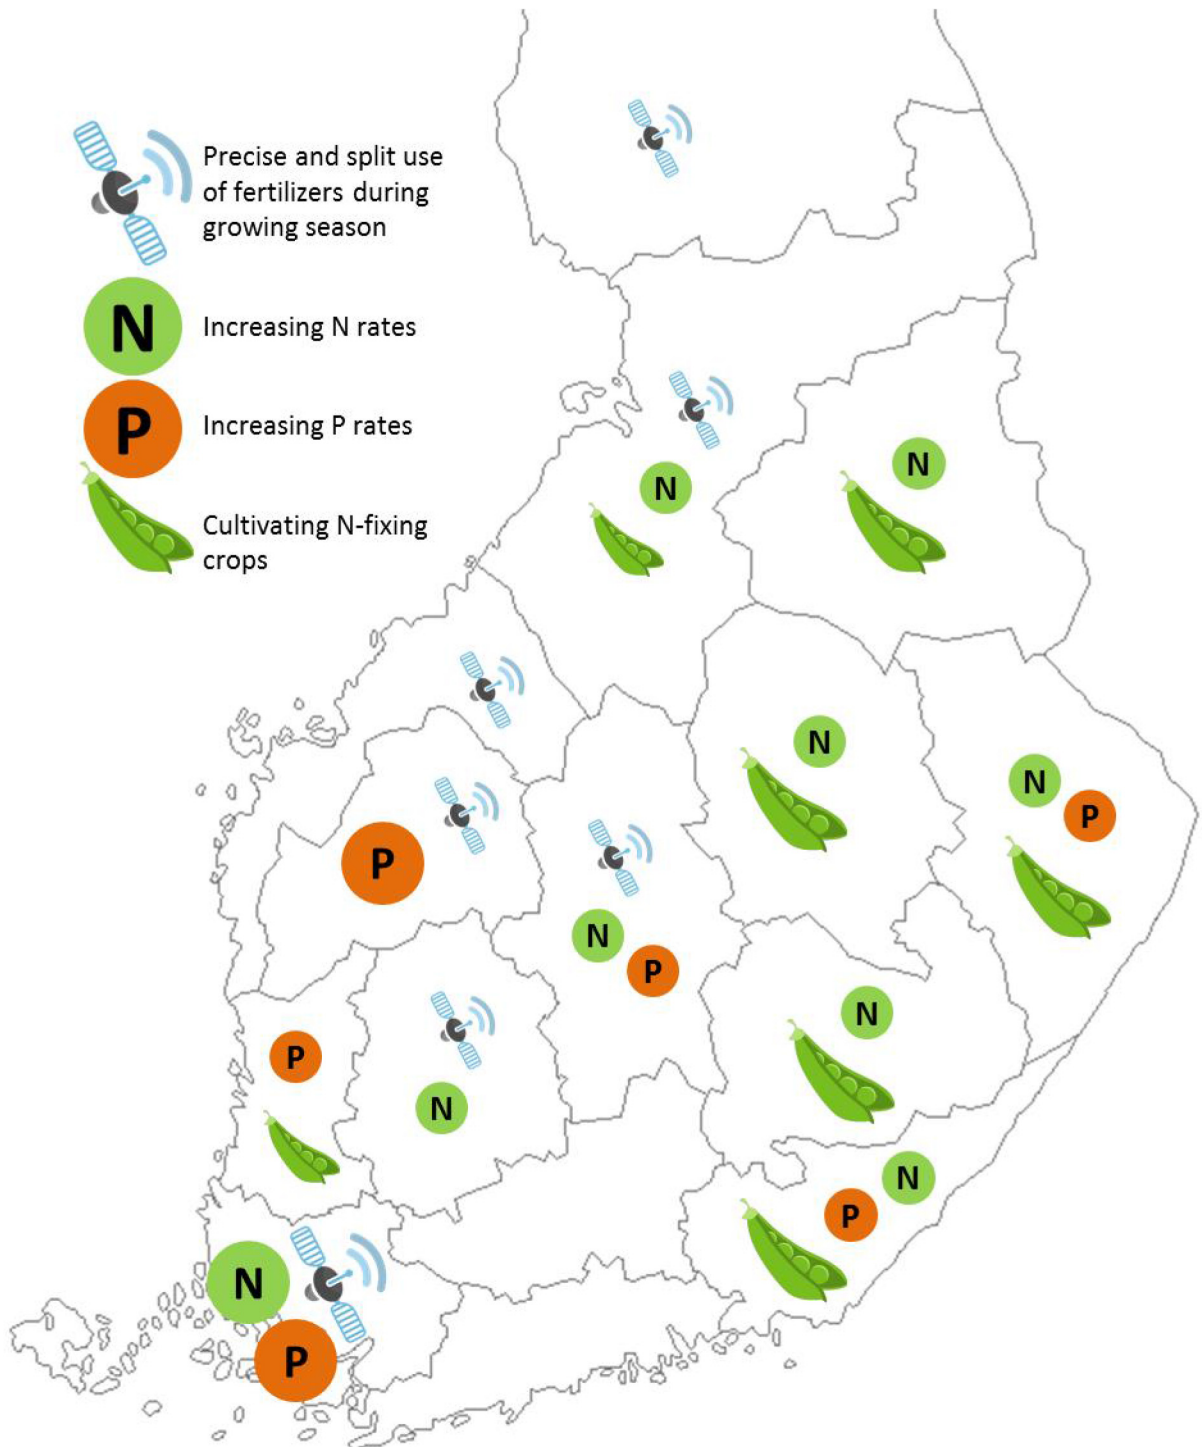 Precise and split use
of fertilizers during
growing season
N
Increasing N rates
P
Increasing P rates
Cultivating N-fixing
crops
N
N
N
N
P
P
N
P
N
P
N
N
P
N
P